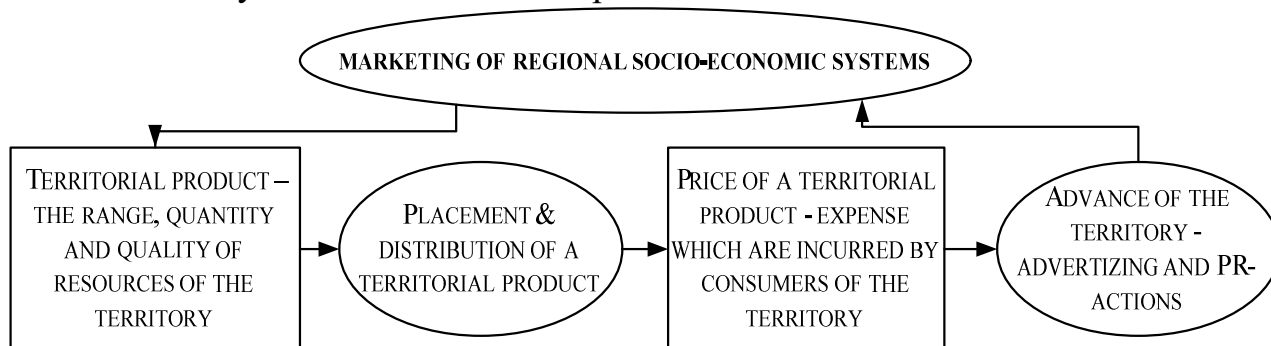 MARKETING OF REGIONAL SOCIO-ECONOMIC SYSTEMS
TERRITORIAL PRODUCT –
THE RANGE, QUANTITY
AND QUALITY OF
RESOURCES OF THE
TERRITORY
PLACEMENT &
DISTRIBUTION OF A
TERRITORIAL PRODUCT
PRICE OF A TERRITORIAL
PRODUCT - EXPENSE
WHICH ARE INCURRED BY
CONSUMERS OF THE
TERRITORY
ADVANCE OF THE
TERRITORY -
ADVERTIZING AND PR-
ACTIONS